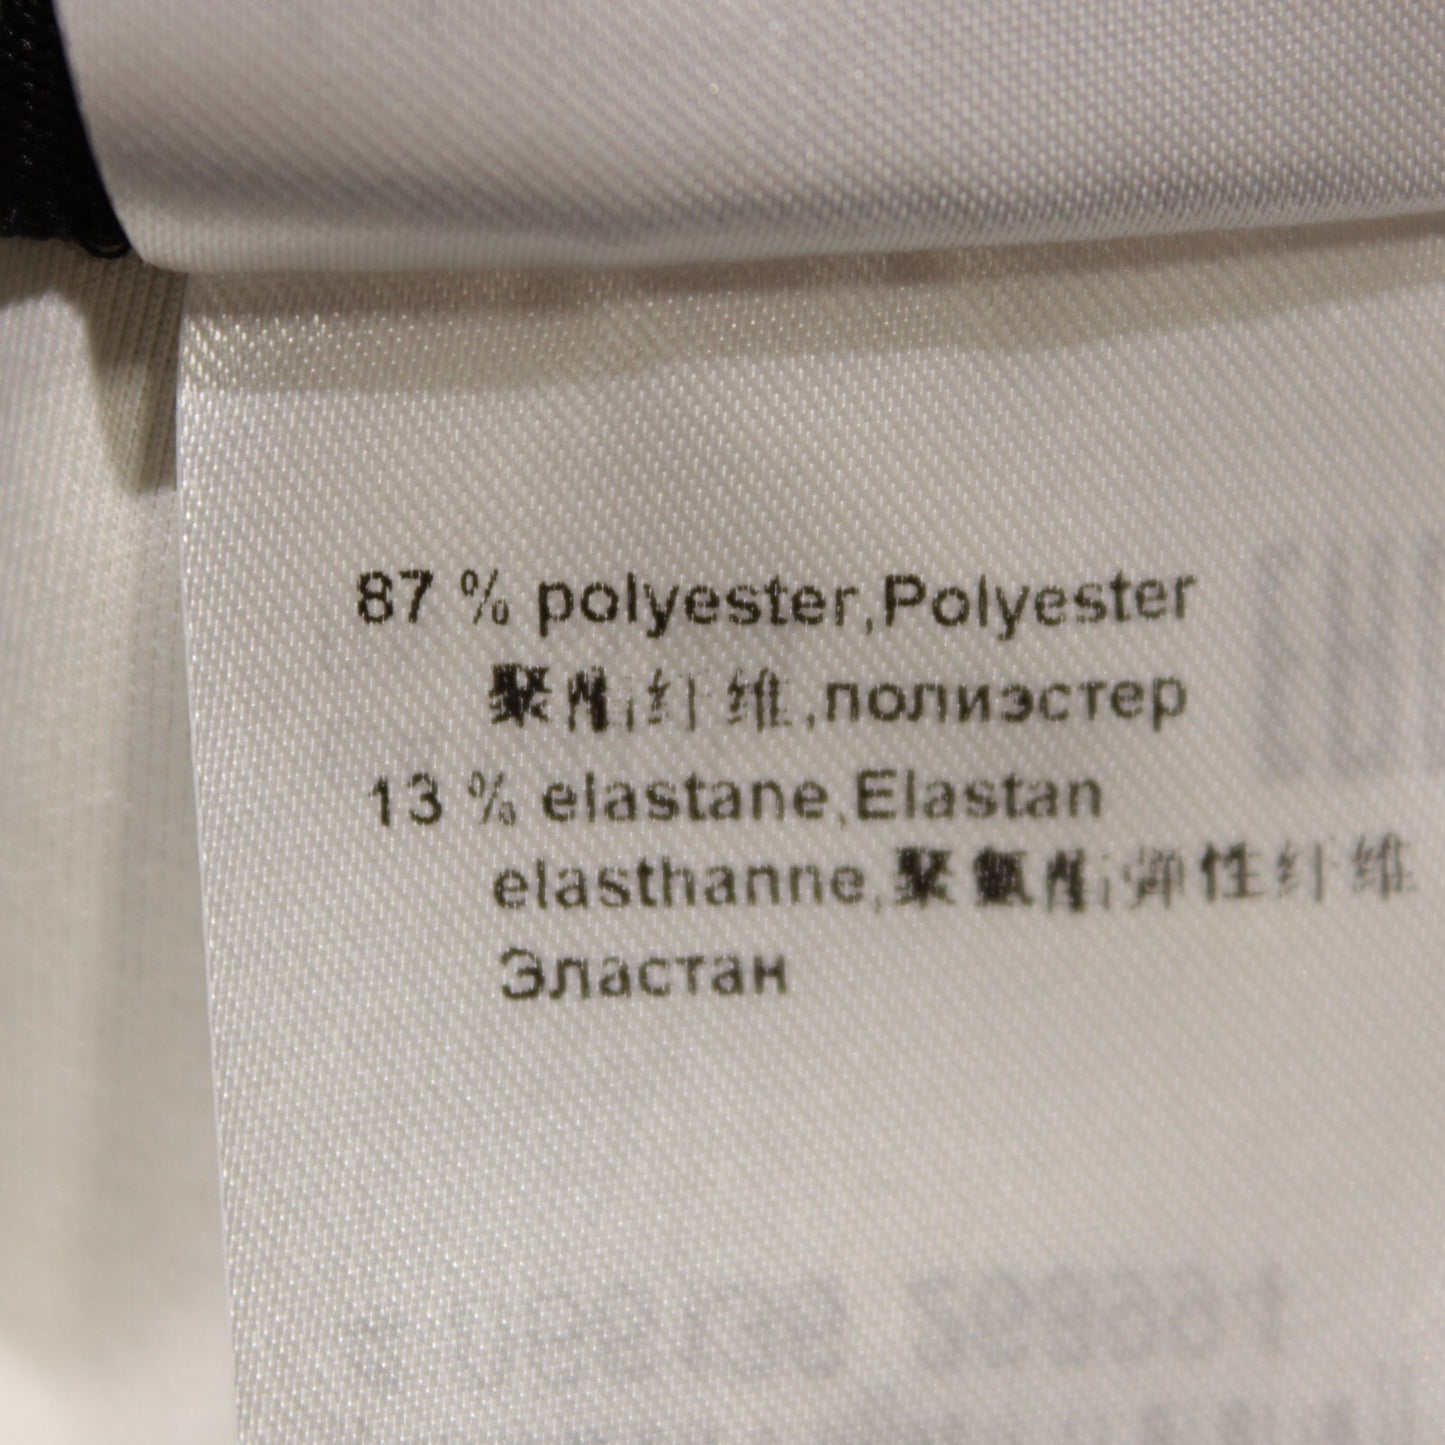 87 % polyester,Polyester
聚酯纤维,полиэстер
13 % elastane,Elastan
elasthanne,聚氨酯弹性纤维
Эластан